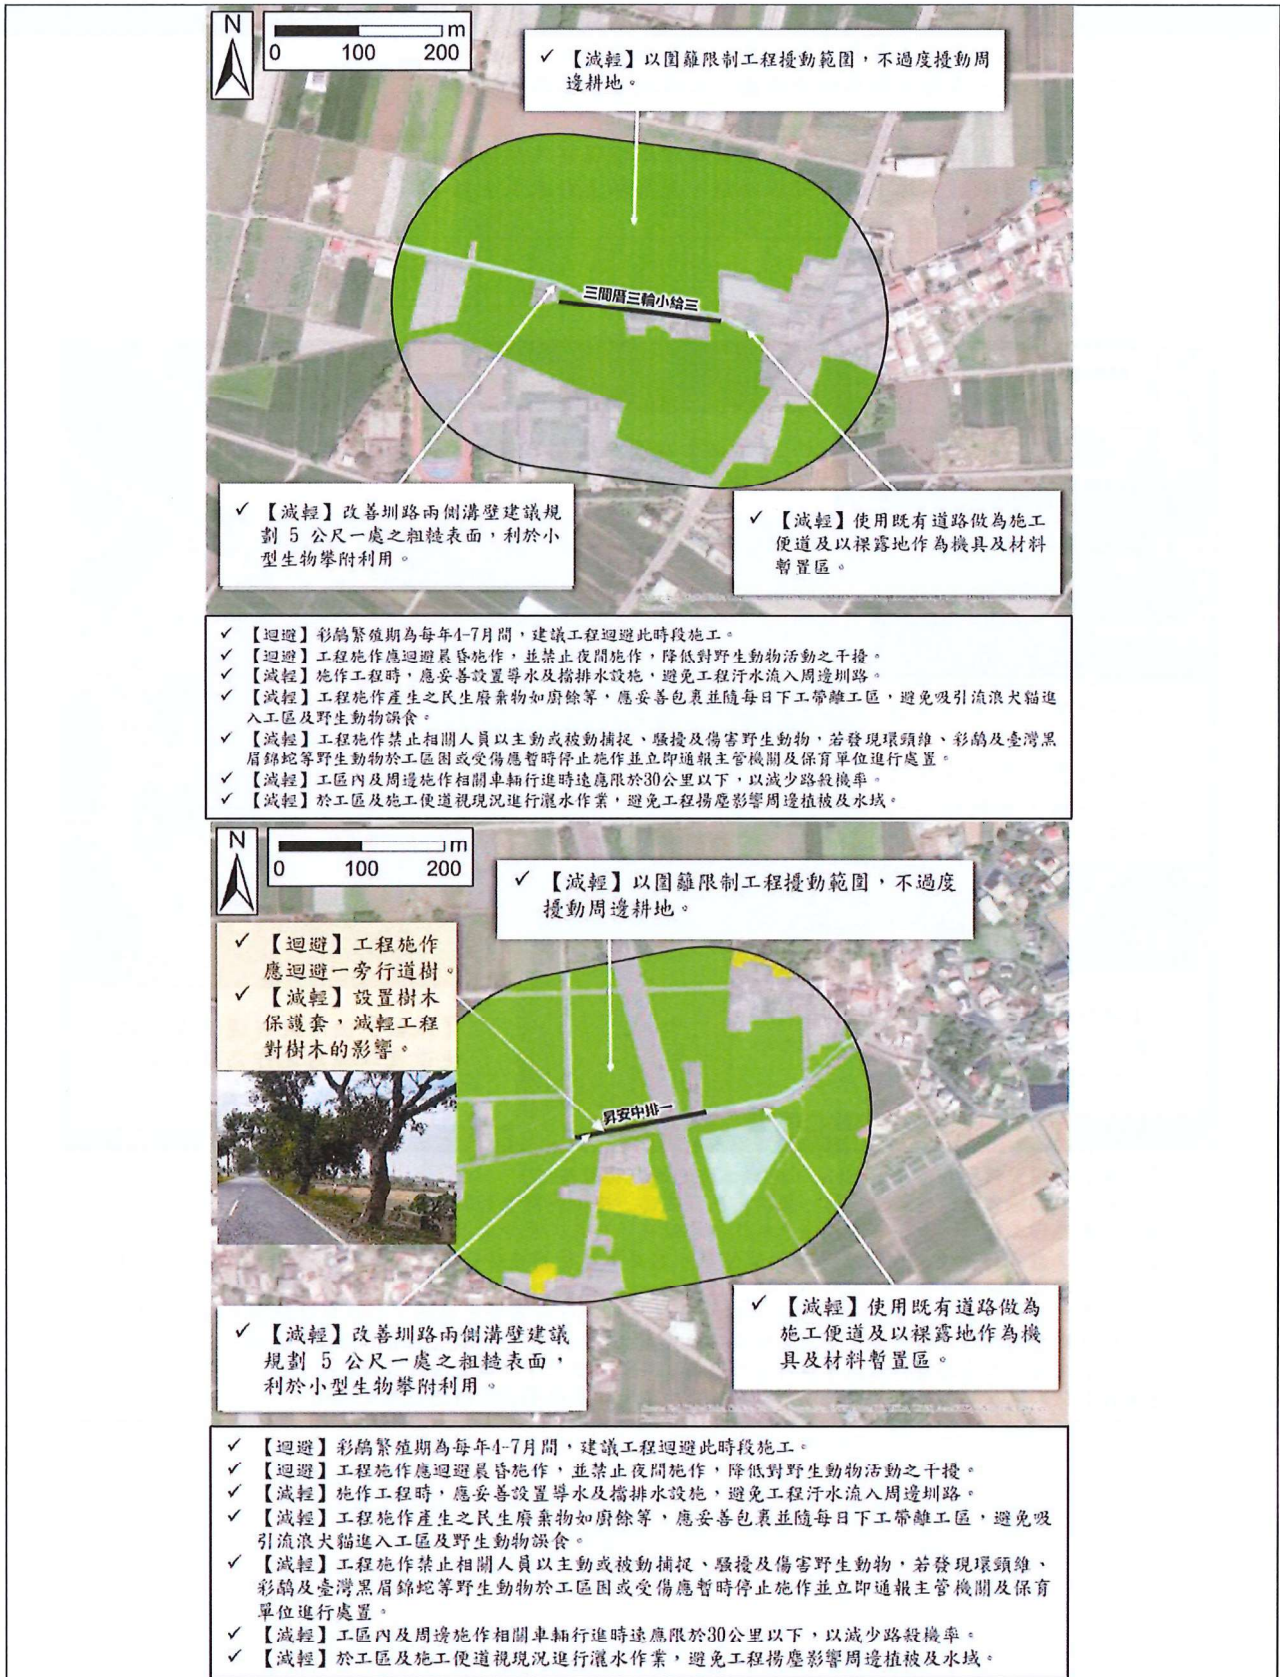 N
m
0 100 200
✓ 【減輕】以圍籬限制工程擾動範圍，不過度擾動周
邊耕地。
三間厝三輪小給三
✓ 【減輕】改善圳路兩側溝壁建議規
劃 5 公尺一處之粗糙表面，利於小
型生物攀附利用。
✓ 【減輕】使用既有道路做為施工
便道及以裸露地作為機具及材料
暫置區。
✓ 【迴避】彩鷸繁殖期為每年4-7月間，建議工程迴避此時段施工。
✓ 【迴避】工程施作應迴避晨昏施作，並禁止夜間施作，降低對野生動物活動之干擾。
✓ 【減輕】施作工程時，應妥善設置導水及擋排水設施，避免工程汙水流入周邊圳路。
✓ 【減輕】工程施作產生之民生廢棄物如廚餘等，應妥善包裹並隨每日下工帶離工區，避免吸引流浪犬貓進
入工區及野生動物誤食。
✓ 【減輕】工程施作禁止相關人員以主動或被動捕捉、騷擾及傷害野生動物，若發現環頸雉、彩鷸及臺灣黑
眉錦蛇等野生動物於工區困或受傷應暫時停止施作並立即通報主管機關及保育單位進行處置。
✓ 【減輕】工區內及周邊施作相關車輛行進時速應限於30公里以下，以減少路殺機率。
✓ 【減輕】於工區及施工便道視現況進行灑水作業，避免工程揚塵影響周邊植被及水域。
N
m
0 100 200
✓ 【減輕】以圍籬限制工程擾動範圍，不過度
擾動周邊耕地。
✓ 【迴避】工程施作
應迴避一旁行道樹。
✓ 【減輕】設置樹木
保護套，減輕工程
對樹木的影響。
昇安中排一
✓ 【減輕】改善圳路兩側溝壁建議
規劃 5 公尺一處之粗糙表面，
利於小型生物攀附利用。
✓ 【減輕】使用既有道路做為
施工便道及以裸露地作為機
具及材料暫置區。
✓ 【迴避】彩鷸繁殖期為每年4-7月間，建議工程迴避此時段施工。
✓ 【迴避】工程施作應迴避晨昏施作，並禁止夜間施作，降低對野生動物活動之干擾。
✓ 【減輕】施作工程時，應妥善設置導水及擋排水設施，避免工程汙水流入周邊圳路。
✓ 【減輕】工程施作產生之民生廢棄物如廚餘等，應妥善包裹並隨每日下工帶離工區，避免吸
引流浪犬貓進入工區及野生動物誤食。
✓ 【減輕】工程施作禁止相關人員以主動或被動捕捉、騷擾及傷害野生動物，若發現環頸雉、
彩鷸及臺灣黑眉錦蛇等野生動物於工區困或受傷應暫時停止施作並立即通報主管機關及保育
單位進行處置。
✓ 【減輕】工區內及周邊施作相關車輛行進時速應限於30公里以下，以減少路殺機率。
✓ 【減輕】於工區及施工便道視現況進行灑水作業，避免工程揚塵影響周邊植被及水域。